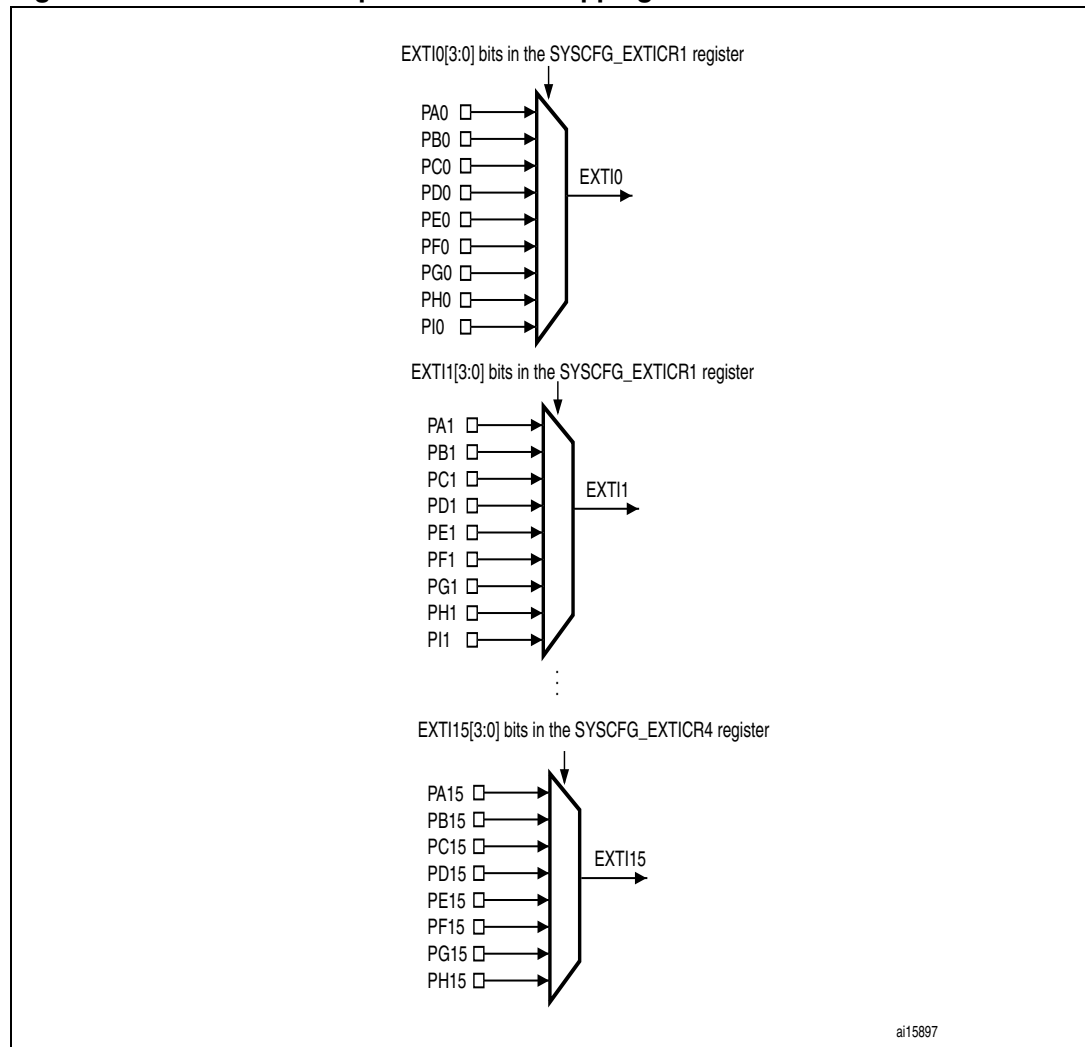 EXTI0[3:0] bits in the SYSCFG_EXTICR1 register
PA0
PB0
PC0
PD0
PE0
PF0
PG0
PH0
PI0
EXTI0
EXTI1[3:0] bits in the SYSCFG_EXTICR1 register
PA1
PB1
PC1
PD1
PE1
PF1
PG1
PH1
PI1
EXTI1
EXTI15[3:0] bits in the SYSCFG_EXTICR4 register
PA15
PB15
PC15
PD15
PE15
PF15
PG15
PH15
EXTI15
ai15897